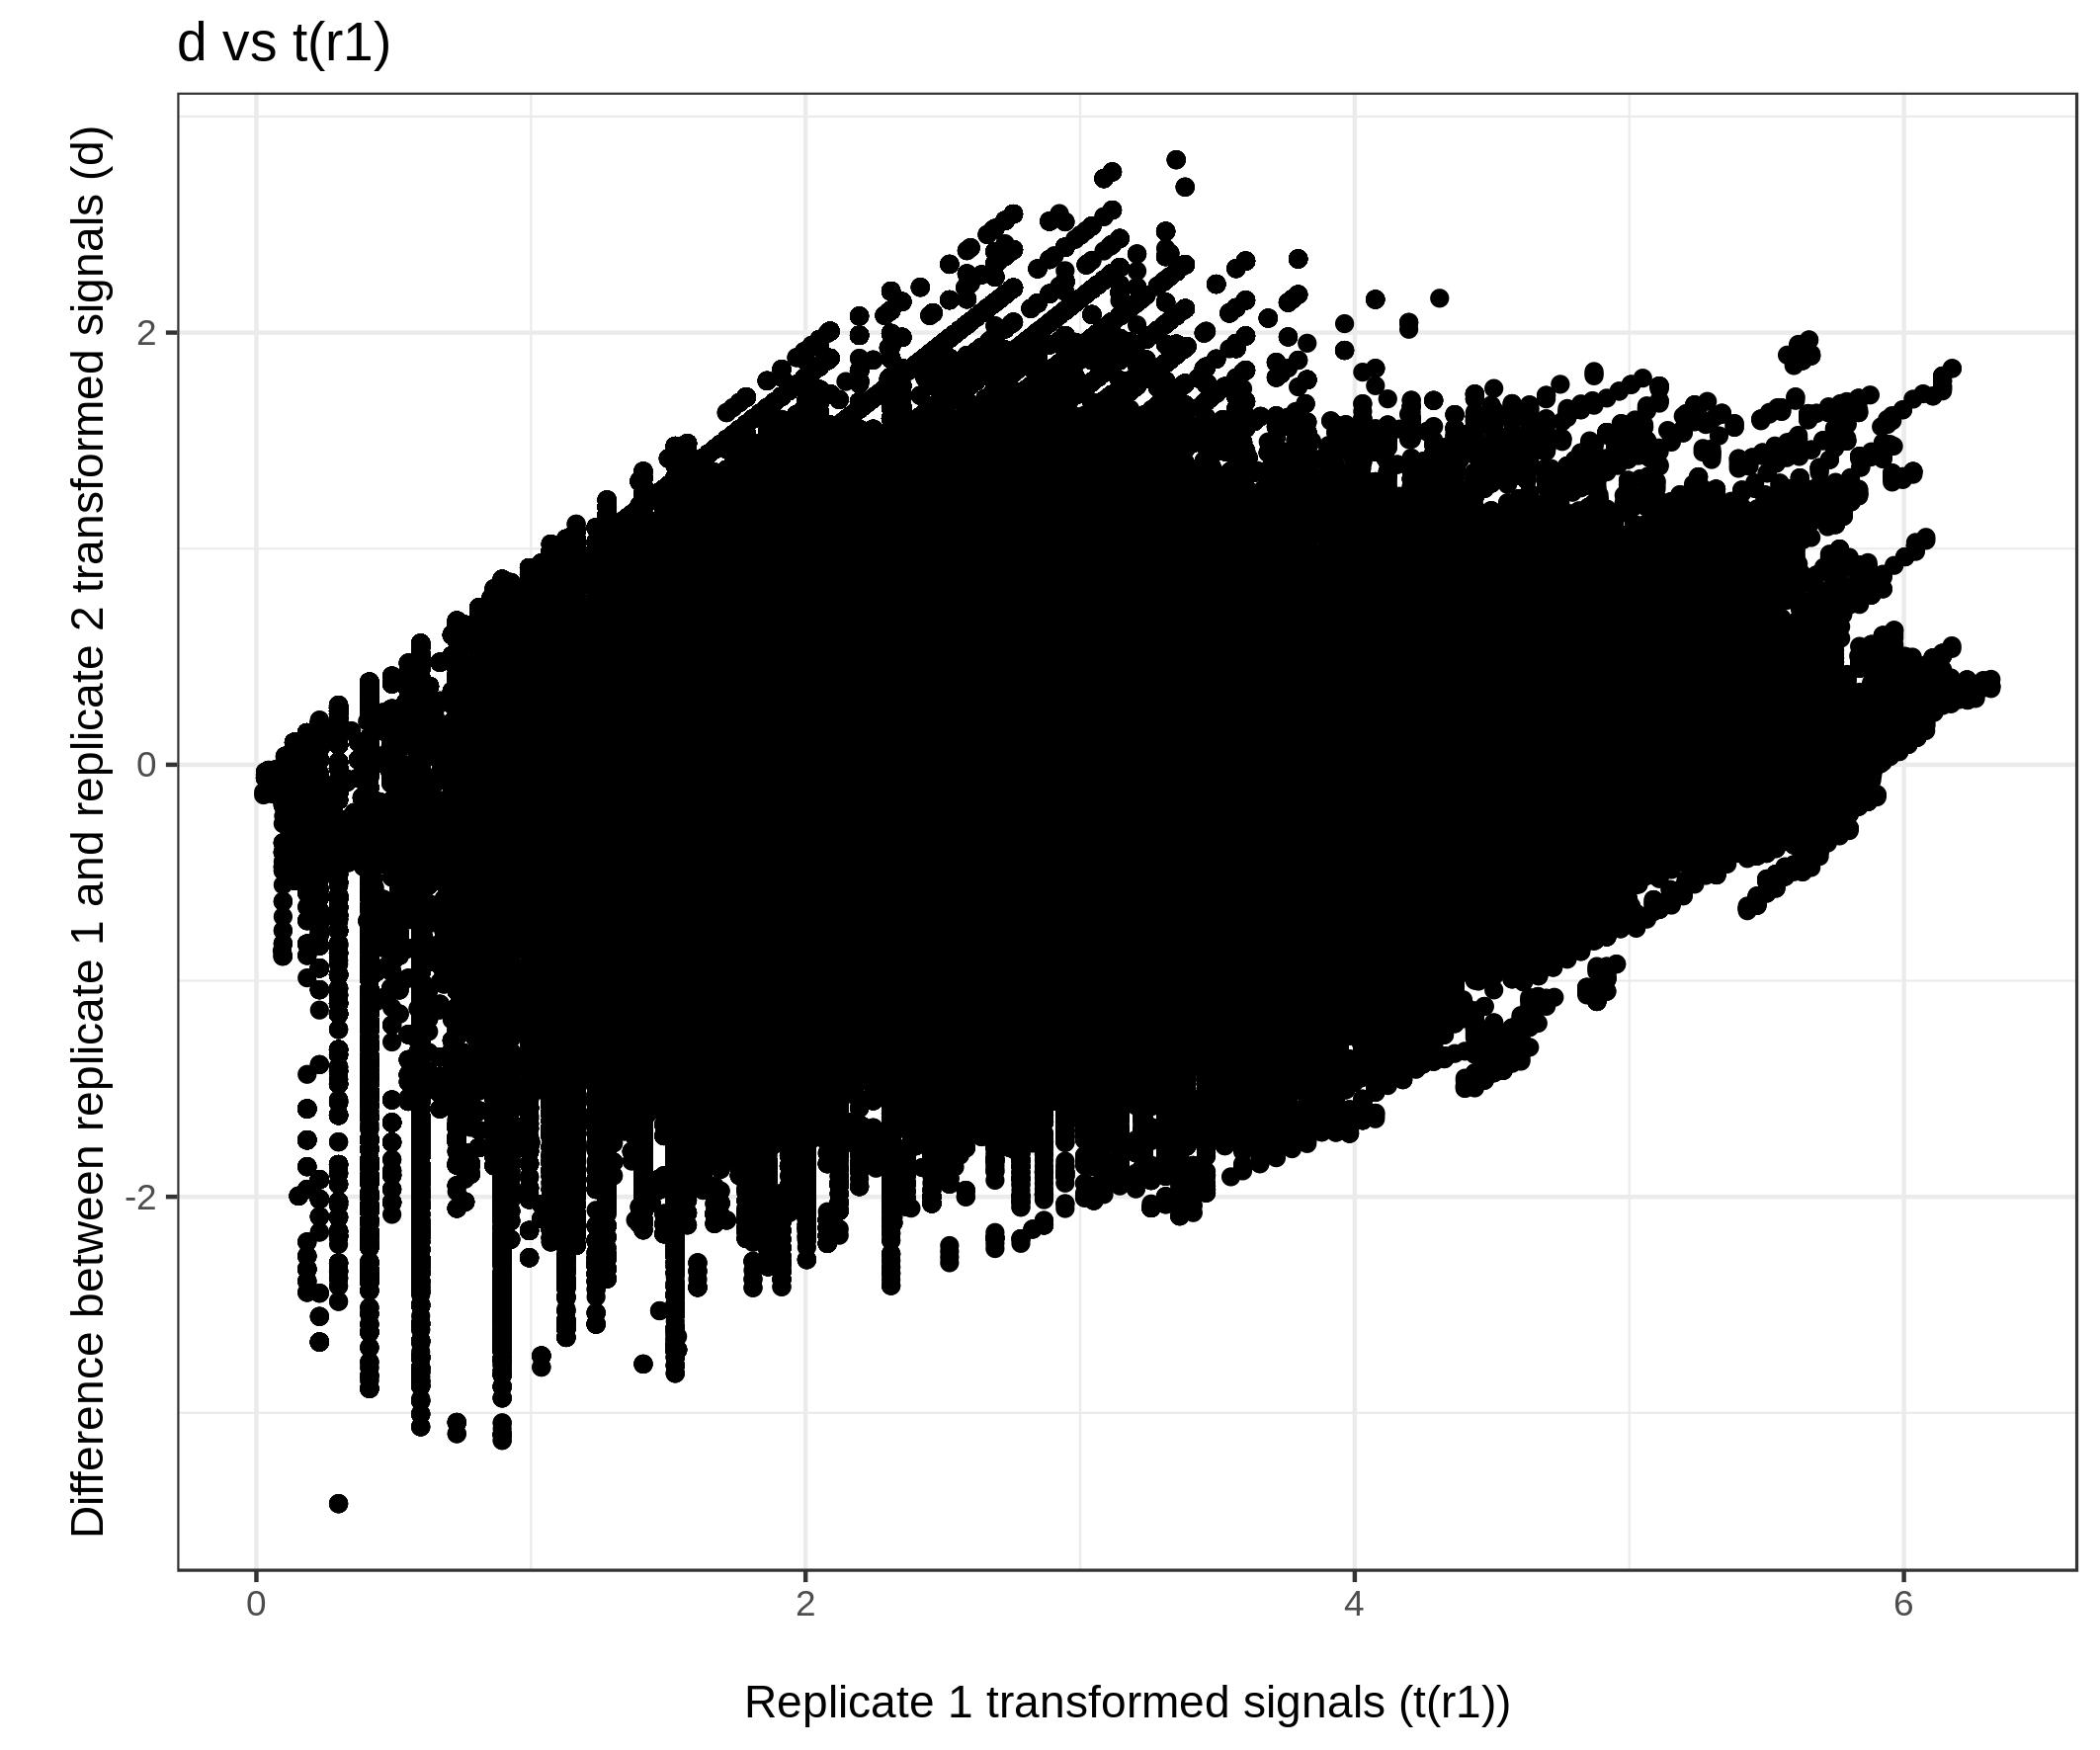 d vs t(r1)
Difference between replicate 1 and replicate 2 transformed signals (d)
2
0
-2
0
2
4
6
Replicate 1 transformed signals (t(r1))